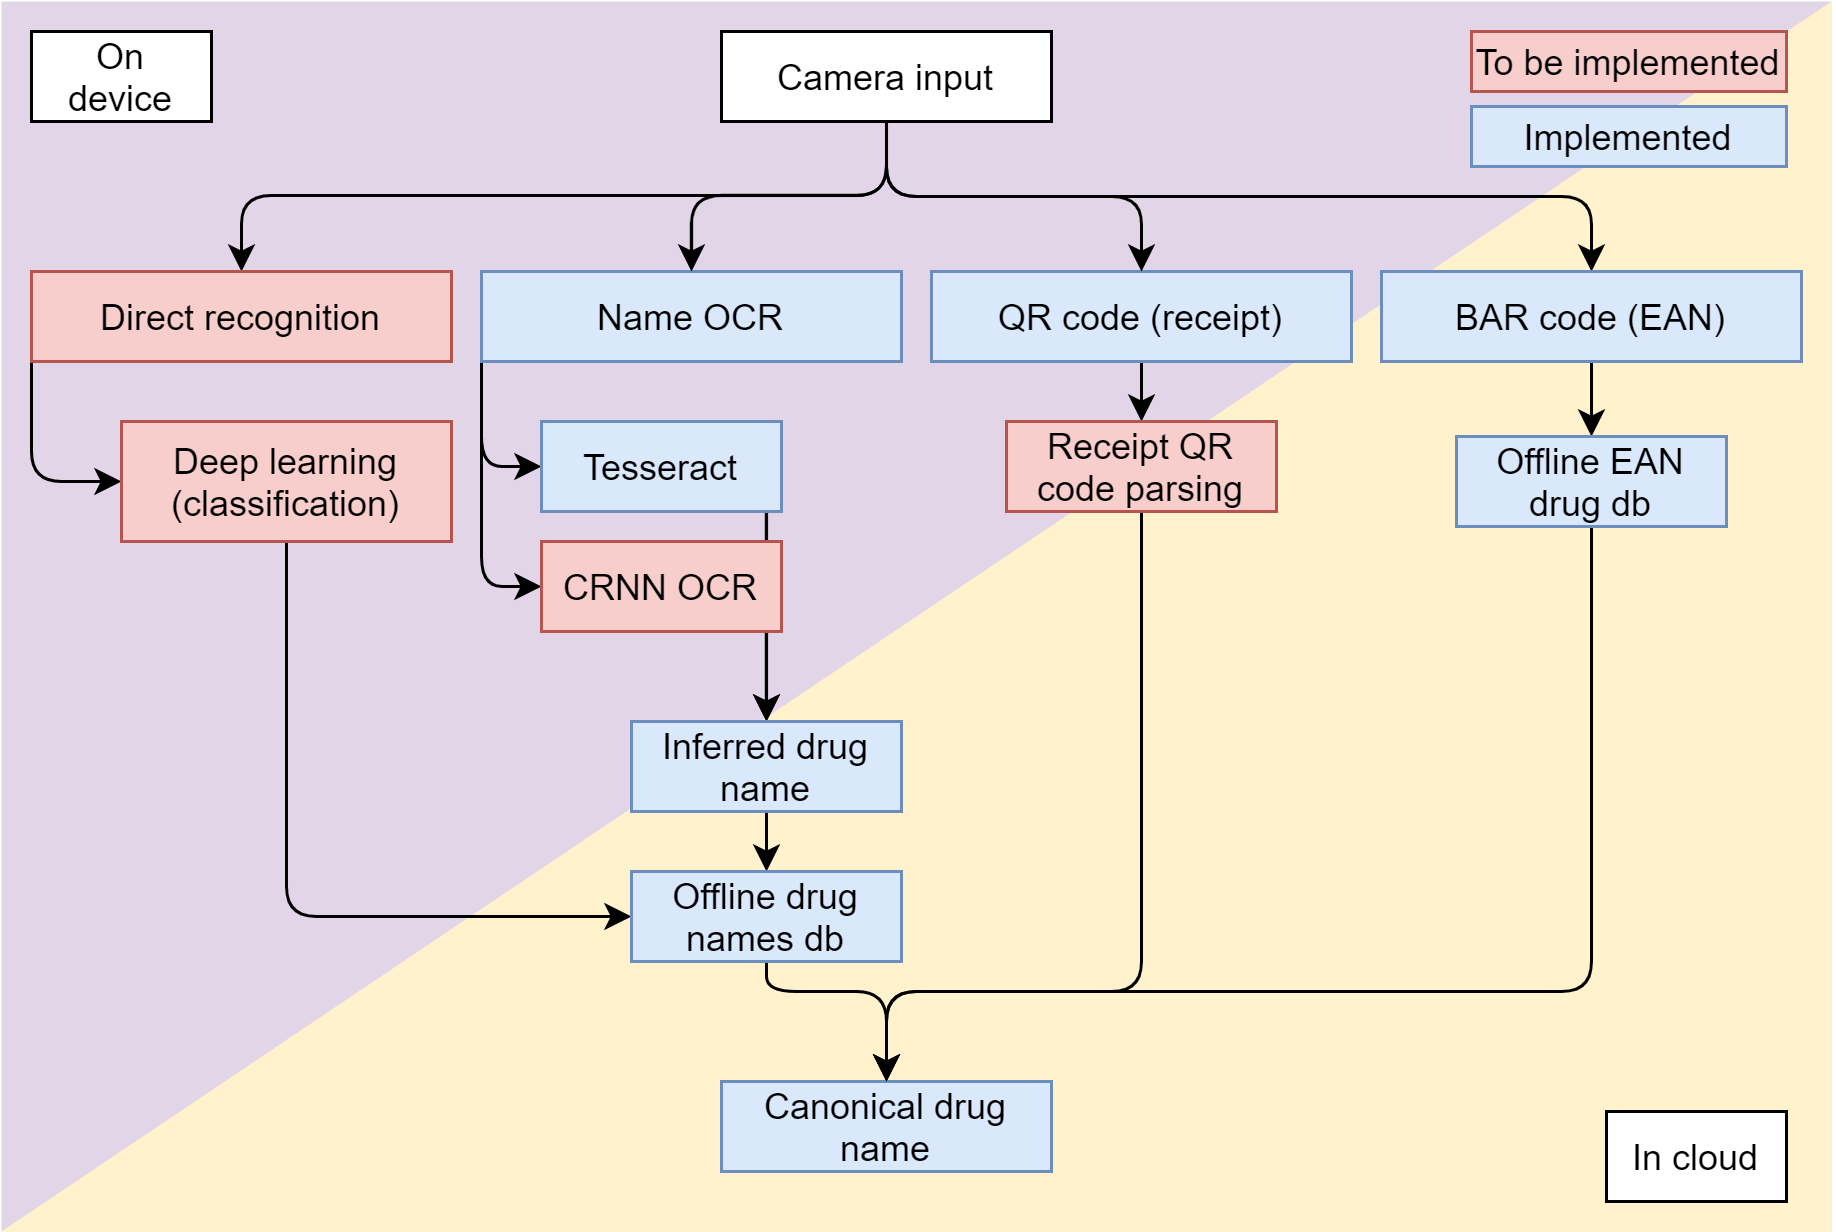 On
device
Camera input
To be implemented
Implemented
Direct recognition
Name OCR
QR code (receipt)
BAR code (EAN)
Deep learning
(classification)
Tesseract
Receipt QR
code parsing
Offline EAN
drug db
CRNN OCR
Inferred drug
name
Offline drug
names db
Canonical drug
name
In cloud